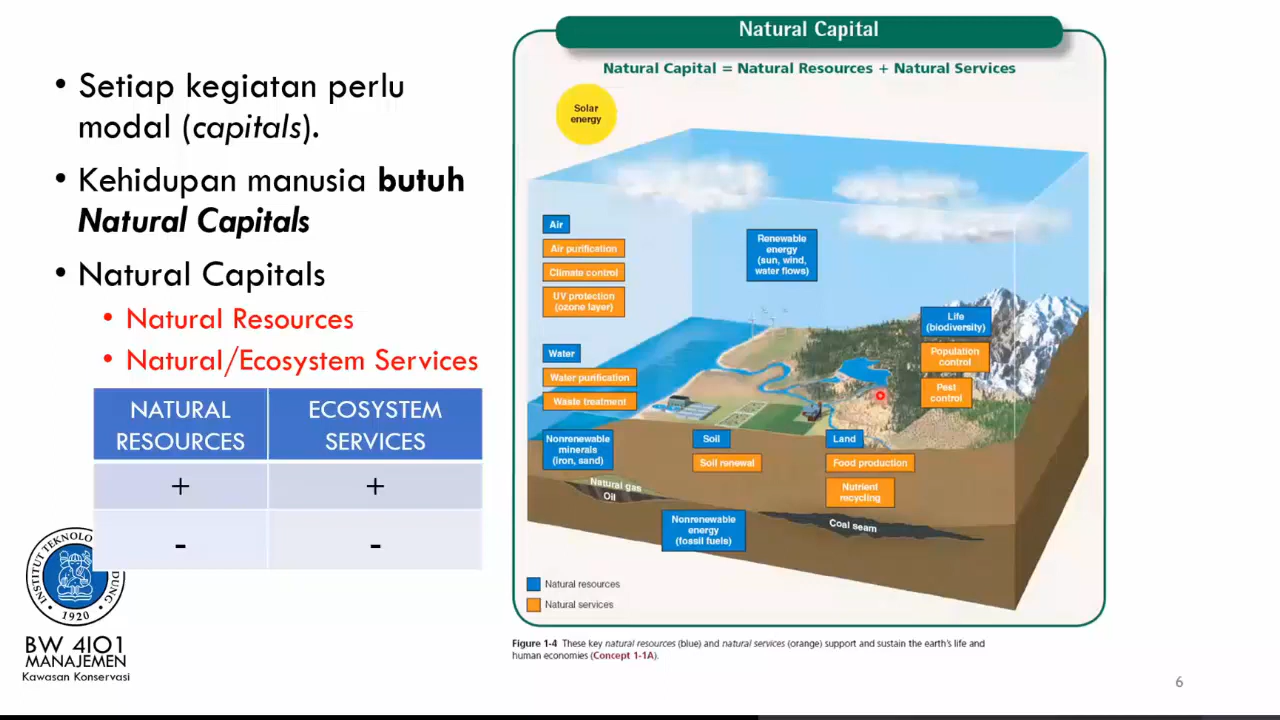 • Setiap kegiatan perlu
modal (capitals).
• Kehidupan manusia butuh
Natural Capitals
• Natural Capitals
• Natural Resources
• Natural/Ecosystem Services
NATURAL
RESOURCES
ECOSYSTEM
SERVICES
+
+
-
-
INSTITUT TEKNOLO
DUNG
1920
BW 4101
MANAJEMEN
Kawasan Konservasi
Natural Capital
Natural Capital = Natural Resources + Natural Services
Solar
energy
Air
Air purification
Climate control
UV protection
(ozone layer)
Renewable
energy
(sun, wind,
water flows)
Life
(biodiversity)
Population
control
Pest
control
Water
Water purification
Waste treatment
Nonrenewable
minerals
(iron, sand)
Soil
Soil renewal
Land
Food production
Nutrient
recycling
Natural gas
Oil
Nonrenewable
energy
(fossil fuels)
Coal seam
Natural resources
Natural services
Figure 1-4 These key natural resources (blue) and natural services (orange) support and sustain the earth's life and
human economies (Concept 1-1A).
6